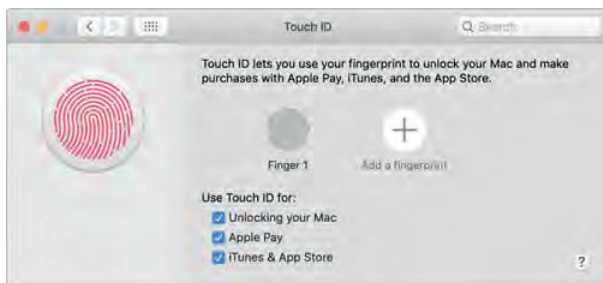 Touch ID
Search
Touch ID lets you use your fingerprint to unlock your Mac and make
purchases with Apple Pay, iTunes, and the App Store.
Finger 1
Add a fingerprint
Use Touch ID for:
Unlocking your Mac
Apple Pay
iTunes & App Store
?